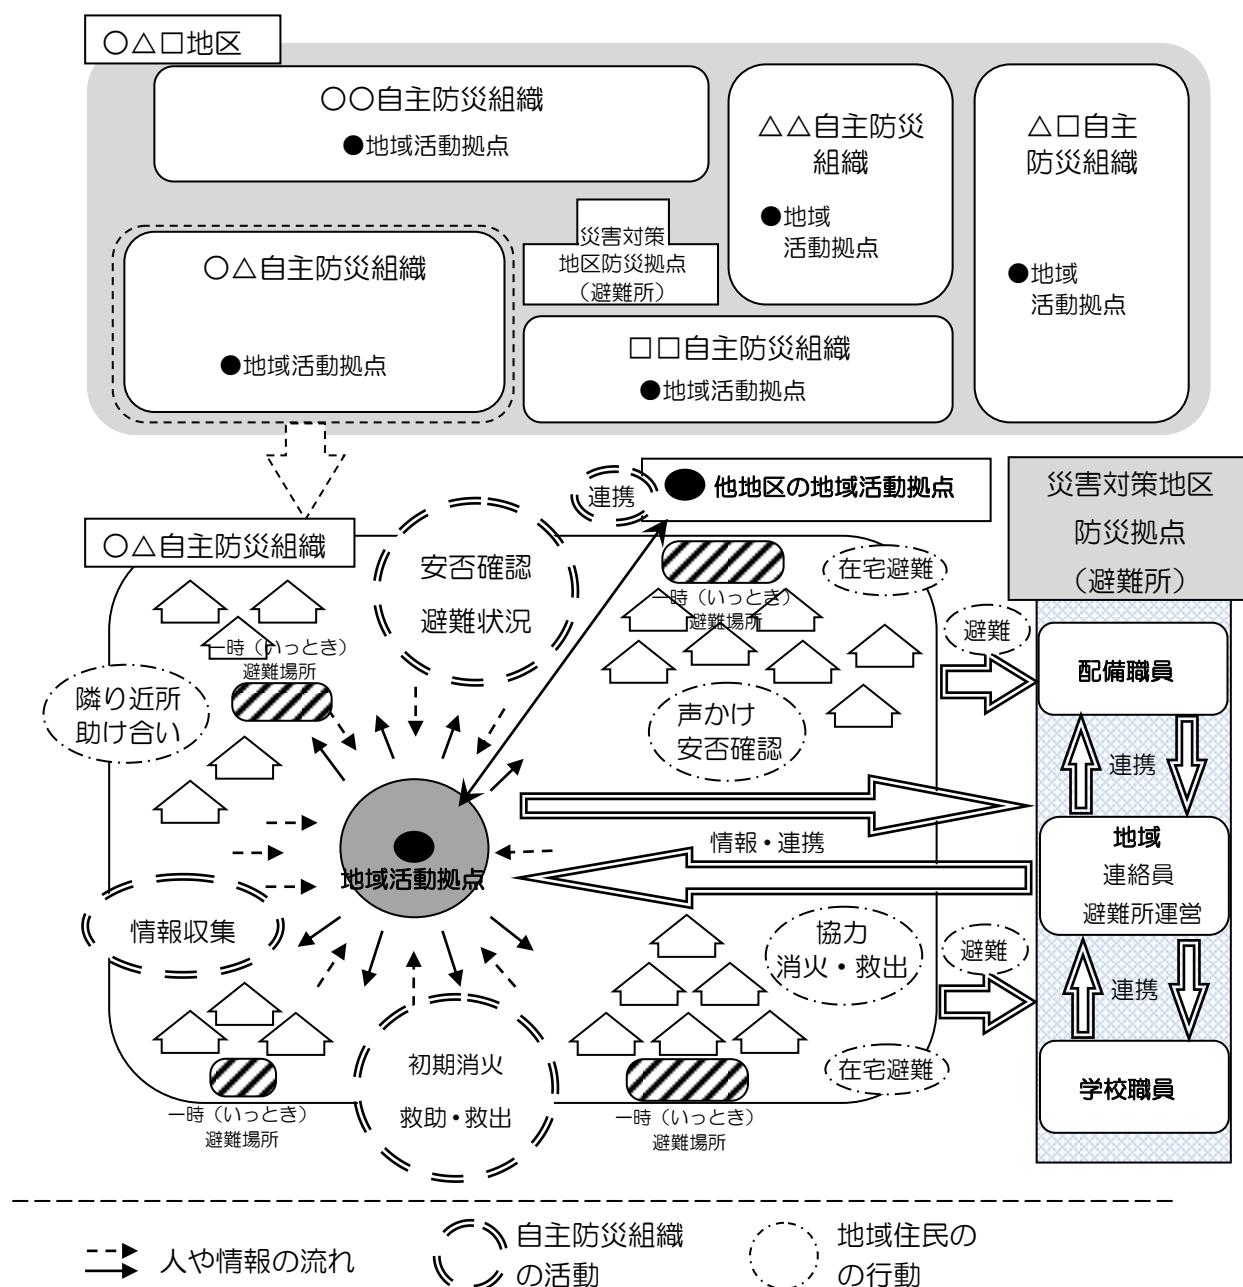 ○△□地区
○○自主防災組織
●地域活動拠点
△△自主防災
組織
●地域
活動拠点
△□自主
防災組織
●地域
活動拠点
災害対策
地区防災拠点
（避難所）
○△自主防災組織
●地域活動拠点
□□自主防災組織
●地域活動拠点
連携
他地区の地域活動拠点
災害対策地区
防災拠点
（避難所）
○△自主防災組織
安否確認
避難状況
一時（いっとき）
避難場所
在宅避難
一時（いっとき）
避難場所
隣り近所
助け合い
声かけ
安否確認
避難
配備職員
連携
地域活動拠点
情報・連携
地域
連絡員
避難所運営
情報収集
協力
消火・救出
避難
連携
初期消火
救助・救出
在宅避難
学校職員
一時（いっとき）
避難場所
一時（いっとき）
避難場所
人や情報の流れ
自主防災組織
の活動
地域住民の
の行動